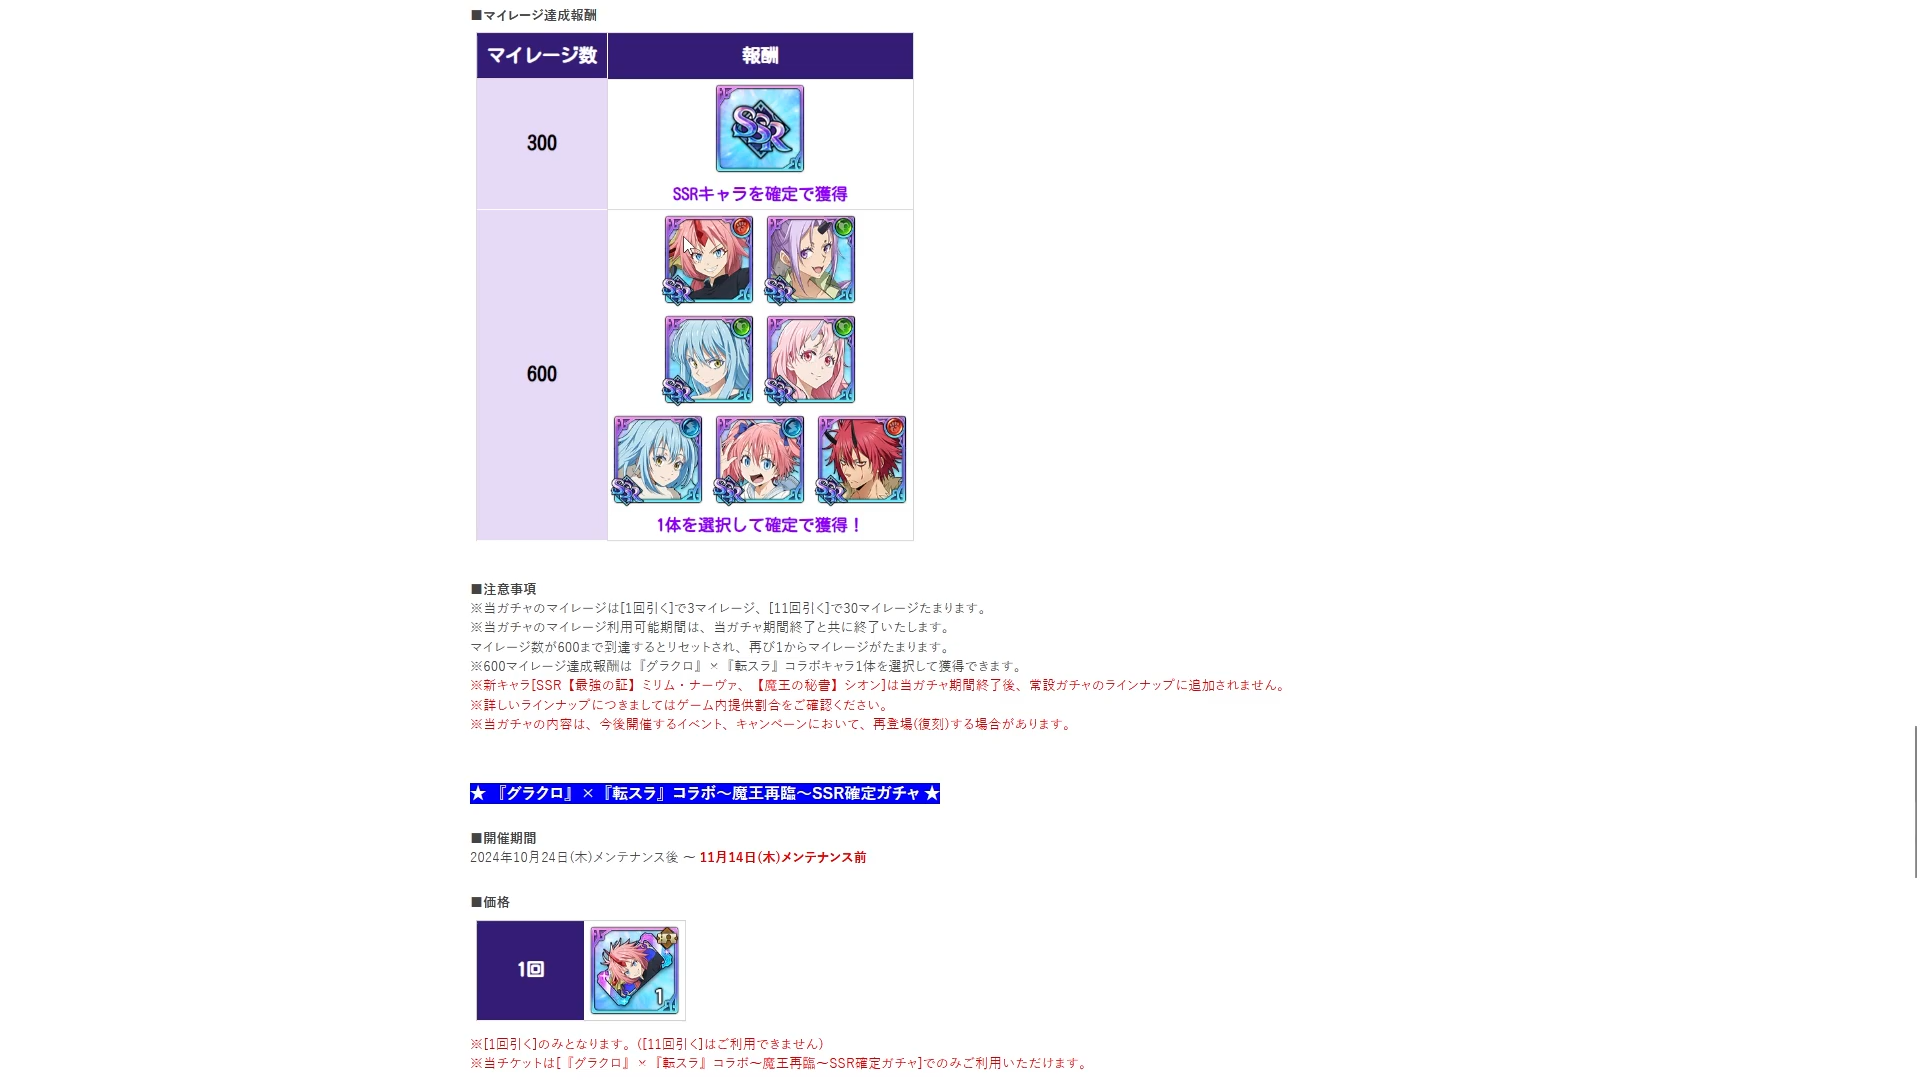 ■マイレージ達成報酬
マイレージ数 報酬
300
SSR
SSRキャラを確定で獲得
SSR SSR
600
SSR SSR
SSR SSR SSR
1体を選択して確定で獲得！
■注意事項
※当ガチャのマイレージは[1回引く]で3マイレージ、[11回引く]で30マイレージたまります。
※当ガチャのマイレージ利用可能期間は、当ガチャ期間終了と共に終了いたします。
マイレージ数が600まで到達するとリセットされ、再び1からマイレージがたまります。
※600マイレージ達成報酬は『グラクロ』×『転スラ』コラボキャラ1体を選択して獲得できます。
※新キャラ[SSR【最強の証】ミリム・ナーヴァ、【魔王の秘書】シオン]は当ガチャ期間終了後、常設ガチャのラインナップに追加されません。
※詳しいラインナップにつきましてはゲーム内提供割合をご確認ください。
※当ガチャの内容は、今後開催するイベント、キャンペーンにおいて、再登場(復刻)する場合があります。
★『グラクロ』×『転スラ』コラボ～魔王再臨～SSR確定ガチャ★
■開催期間
2024年10月24日(木)メンテナンス後 ～ 11月14日(木)メンテナンス前
■価格
1回
1
※[1回引く]のみとなります。([11回引く]はご利用できません)
※当チケットは[『グラクロ』×『転スラ』コラボ～魔王再臨～SSR確定ガチャ]でのみご利用いただけます。